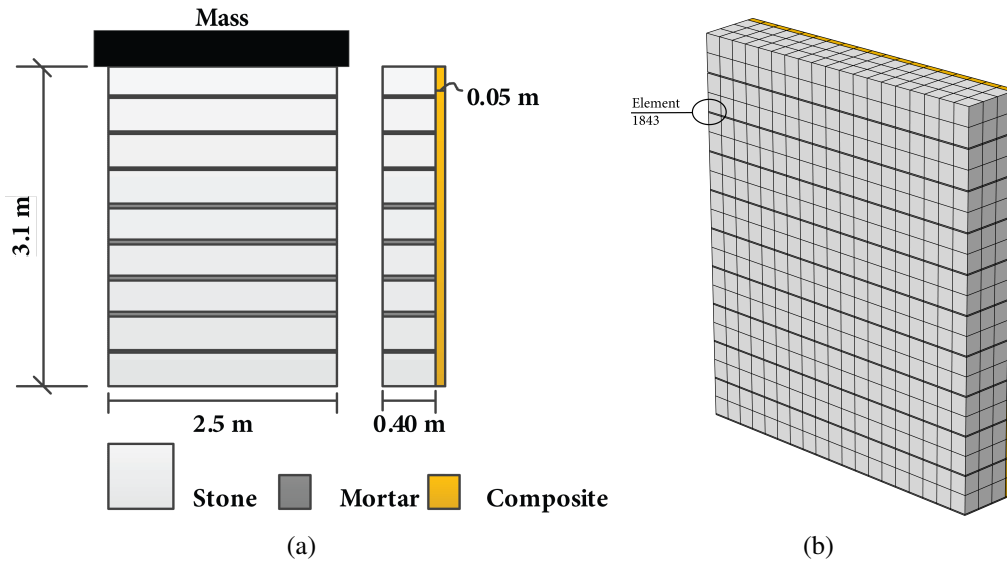 Mass
0.05 m
3.1 m
2.5 m
0.40 m
Stone
Mortar
Composite
(a)
Element
1843
(b)